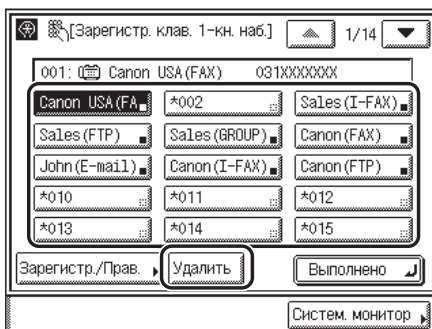 [Зарегистр. клав. 1-кн. наб.] 1/14
001: Canon USA(FAX) 031XXXXXXX
Canon USA(FA *002 Sales(I-FAX)
Sales(FTP) Sales(GROUP) Canon(FAX)
John(E-mail) Canon(I-FAX) Canon(FTP)
*010 *011 *012
*013 *014 *015
Зарегистр./Прав. Удалить Выполнено
Систем. монитор